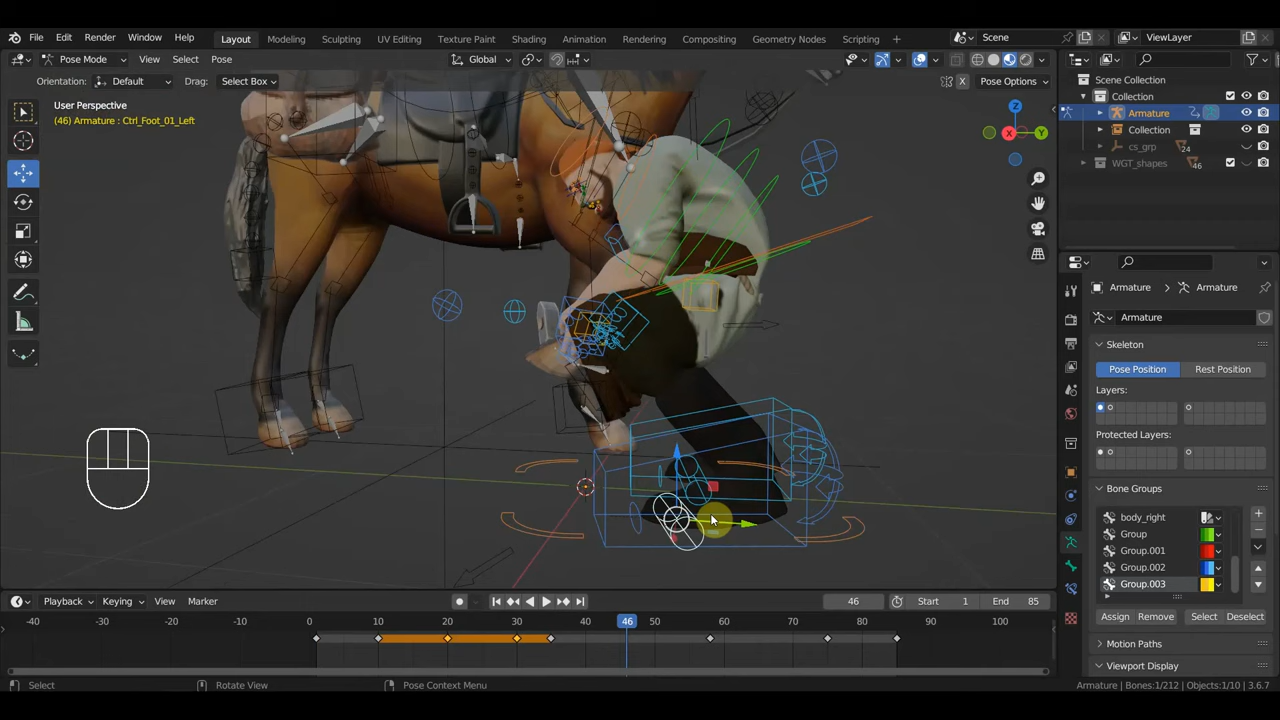 File Edit Render Window Help Layout Modeling Sculpting UV Editing Texture Paint Shading Animation Rendering Compositing Geometry Nodes Scripting + Scene ViewLayer
Pose Mode View Select Pose Global
Orientation: Default Drag: Select Box X Pose Options
User Perspective
(46) Armature : Ctrl_Foot_01_Left
Z
X
Y
Scene Collection
Collection
Armature
Collection
cs_grp 24
WGT_shapes 46
Armature Armature
Armature
Skeleton
Pose Position Rest Position
Layers:
Protected Layers:
Bone Groups
body_right
Group
Group.001
Group.002
Group.003
Assign Remove Select Deselect
Motion Paths
Viewport Display
Playback Keying View Marker 46 Start 1 End 85
-40 -30 -20 -10 0 10 20 30 40 46 50 60 70 80 90 100
Select Rotate View Pose Context Menu Armature | Bones:1/212 | Objects:1/10 | 3.6.7